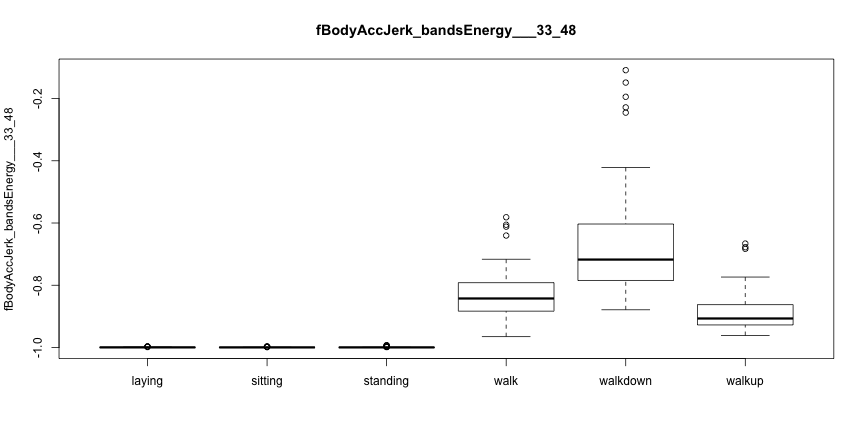 fBodyAccJerk_bandsEnergy___33_48
fBodyAccJerk_bandsEnergy___33_48
-0.2
-0.4
-0.6
-0.8
-1.0
laying
sitting
standing
walk
walkdown
walkup